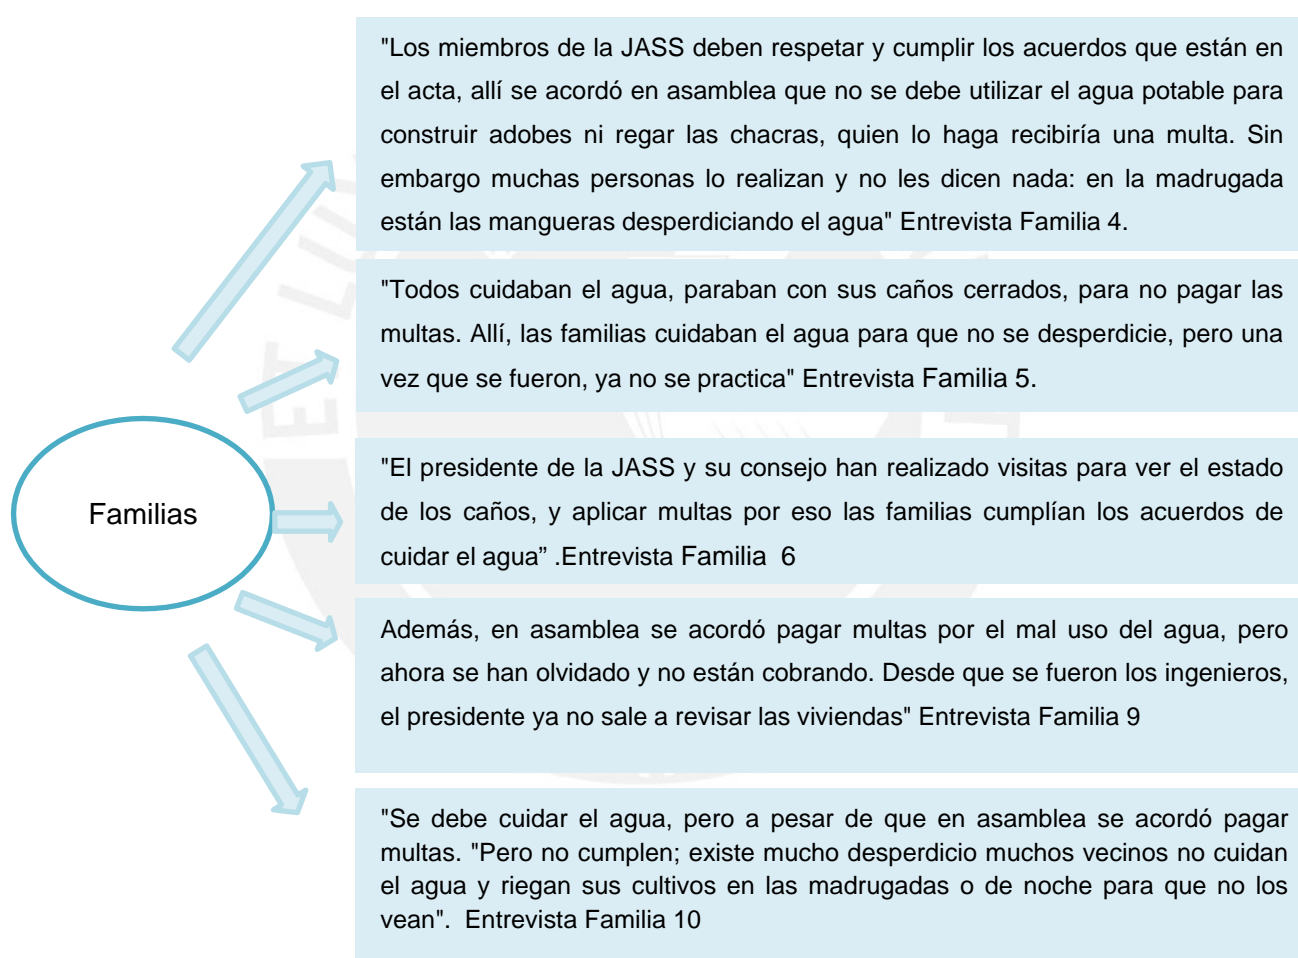 "Los miembros de la JASS deben respetar y cumplir los acuerdos que están en
el acta, allí se acordó en asamblea que no se debe utilizar el agua potable para
construir adobes ni regar las chacras, quien lo haga recibiría una multa. Sin
embargo muchas personas lo realizan y no les dicen nada: en la madrugada
están las mangueras desperdiciando el agua" Entrevista Familia 4.
"Todos cuidaban el agua, paraban con sus caños cerrados, para no pagar las
multas. Allí, las familias cuidaban el agua para que no se desperdicie, pero una
vez que se fueron, ya no se practica" Entrevista Familia 5.
Familias
"El presidente de la JASS y su consejo han realizado visitas para ver el estado
de los caños, y aplicar multas por eso las familias cumplían los acuerdos de
cuidar el agua” .Entrevista Familia  6
Además, en asamblea se acordó pagar multas por el mal uso del agua, pero
ahora se han olvidado y no están cobrando. Desde que se fueron los ingenieros,
el presidente ya no sale a revisar las viviendas" Entrevista Familia 9
"Se debe cuidar el agua, pero a pesar de que en asamblea se acordó pagar
multas. "Pero no cumplen; existe mucho desperdicio muchos vecinos no cuidan
el agua y riegan sus cultivos en las madrugadas o de noche para que no los
vean".  Entrevista Familia 10